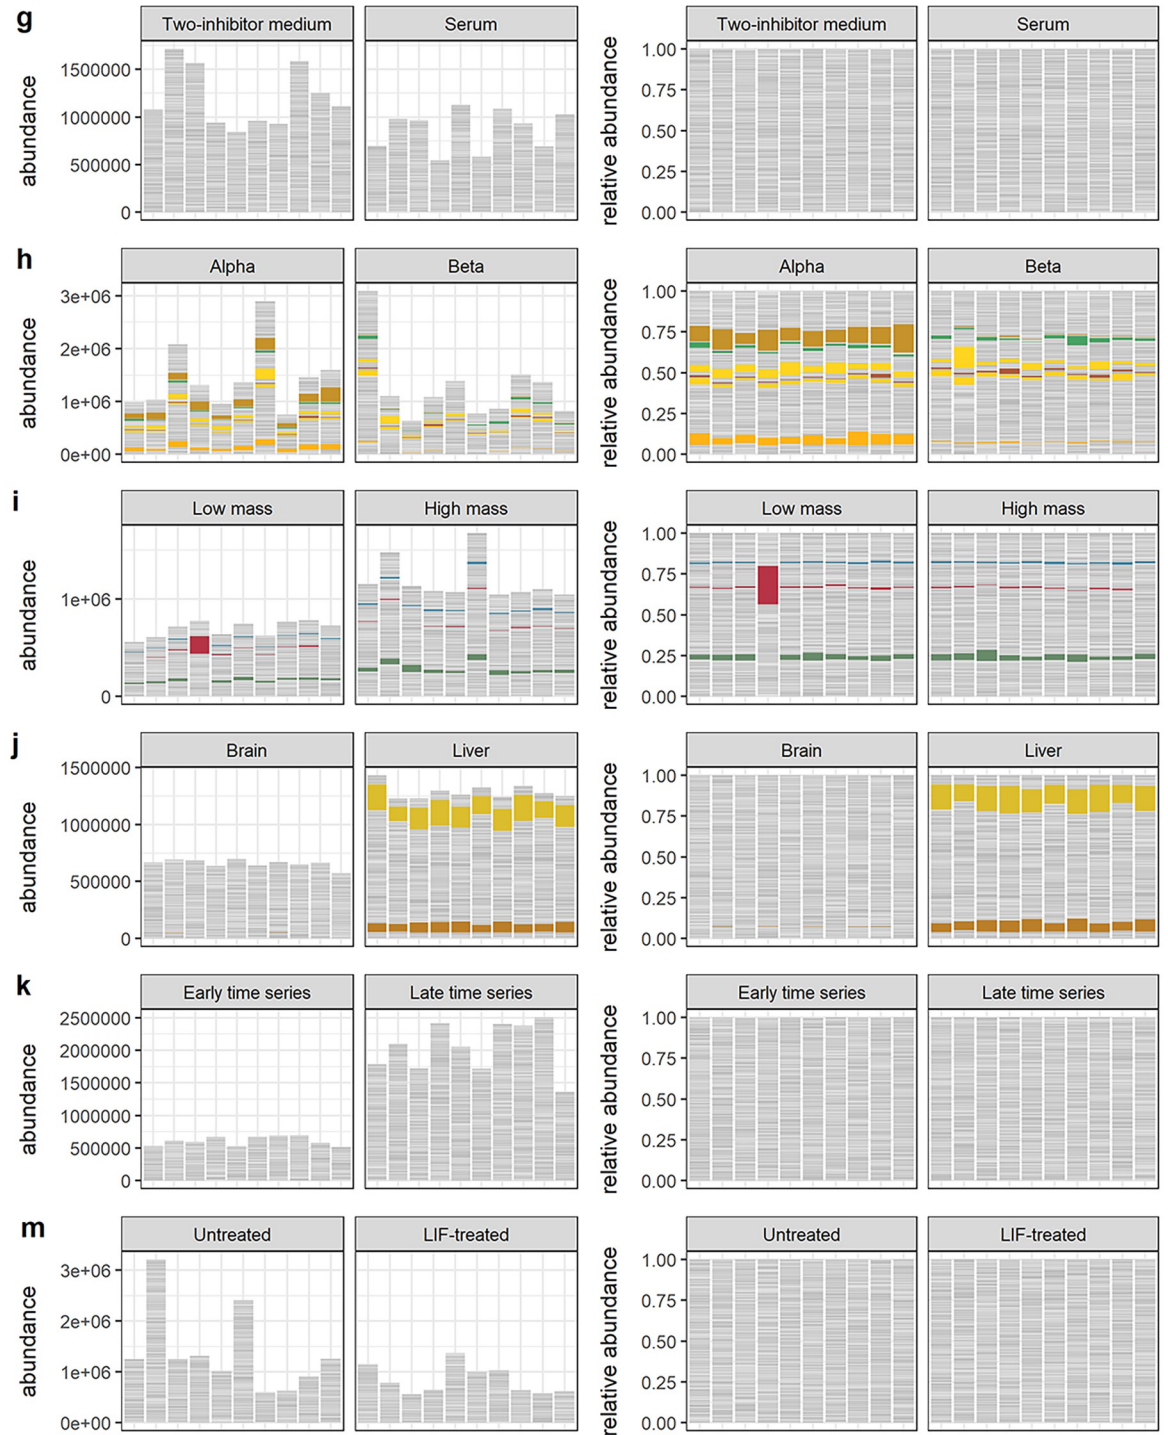 g
Two-inhibitor medium
Serum
abundance
1500000
1000000
500000
0
Two-inhibitor medium
Serum
relative abundance
1.00
0.75
0.50
0.25
0.00
h
Alpha
Beta
abundance
3e+06
2e+06
1e+06
0e+00
Alpha
Beta
relative abundance
1.00
0.75
0.50
0.25
0.00
i
Low mass
High mass
abundance
1e+06
0
Low mass
High mass
relative abundance
1.00
0.75
0.50
0.25
0.00
j
Brain
Liver
abundance
1500000
1000000
500000
0
Brain
Liver
relative abundance
1.00
0.75
0.50
0.25
0.00
k
Early time series
Late time series
abundance
2500000
2000000
1500000
1000000
500000
0
Early time series
Late time series
relative abundance
1.00
0.75
0.50
0.25
0.00
m
Untreated
LIF-treated
abundance
3e+06
2e+06
1e+06
0e+00
Untreated
LIF-treated
relative abundance
1.00
0.75
0.50
0.25
0.00